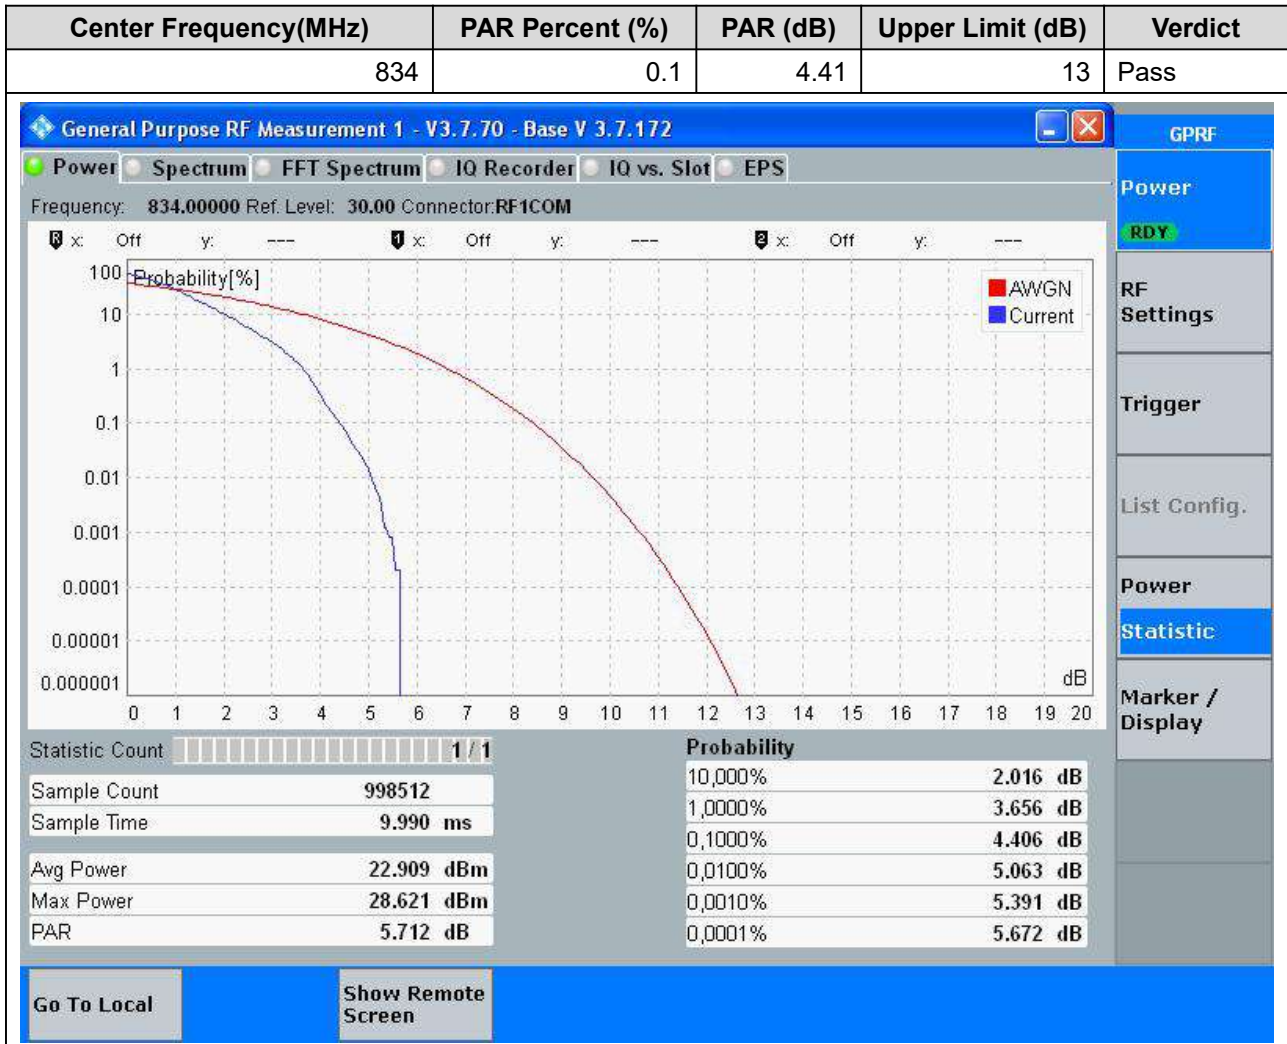 Center Frequency(MHz) PAR Percent (%) PAR (dB) Upper Limit (dB) Verdict
834 0.1 4.41 13 Pass
General Purpose RF Measurement 1 - V3.7.70 - Base V 3.7.172
GPRF
Power Spectrum FFT Spectrum IQ Recorder IQ vs. Slot EPS
Power
RDY
Frequency: 834.00000 Ref. Level: 30.00 Connector:RF1COM
R x: Off y: --- 1 x: Off y: --- 2 x: Off y: ---
Probability[%]
AWGN
Current
100
10
1
0.1
0.01
0.001
0.0001
0.00001
0.000001
dB
0 1 2 3 4 5 6 7 8 9 10 11 12 13 14 15 16 17 18 19 20
RF
Settings
Trigger
List Config.
Power
Statistic
Marker /
Display
Statistic Count 1 / 1
Sample Count 998512
Sample Time 9.990 ms
Avg Power 22.909 dBm
Max Power 28.621 dBm
PAR 5.712 dB
Probability
10,000% 2.016 dB
1,0000% 3.656 dB
0,1000% 4.406 dB
0,0100% 5.063 dB
0,0010% 5.391 dB
0,0001% 5.672 dB
Go To Local
Show Remote
Screen